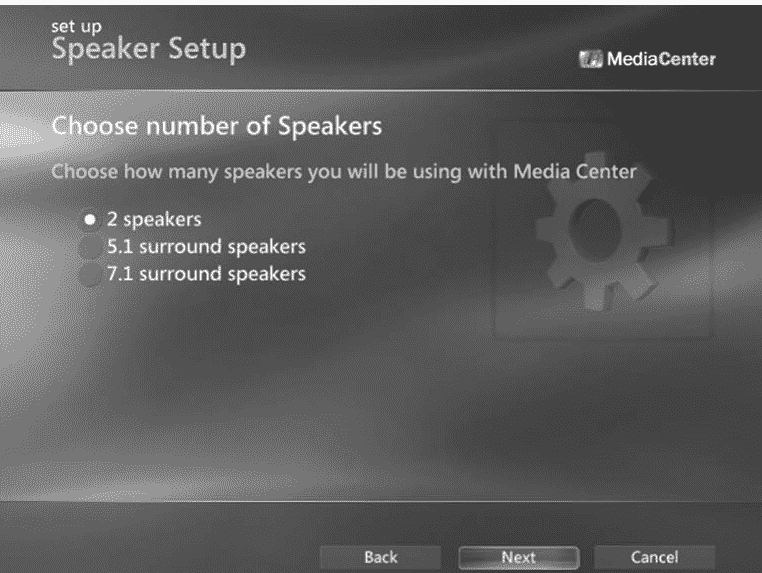 set up
Speaker Setup
MediaCenter
Choose number of Speakers
Choose how many speakers you will be using with Media Center
2 speakers
5.1 surround speakers
7.1 surround speakers
Back Next Cancel